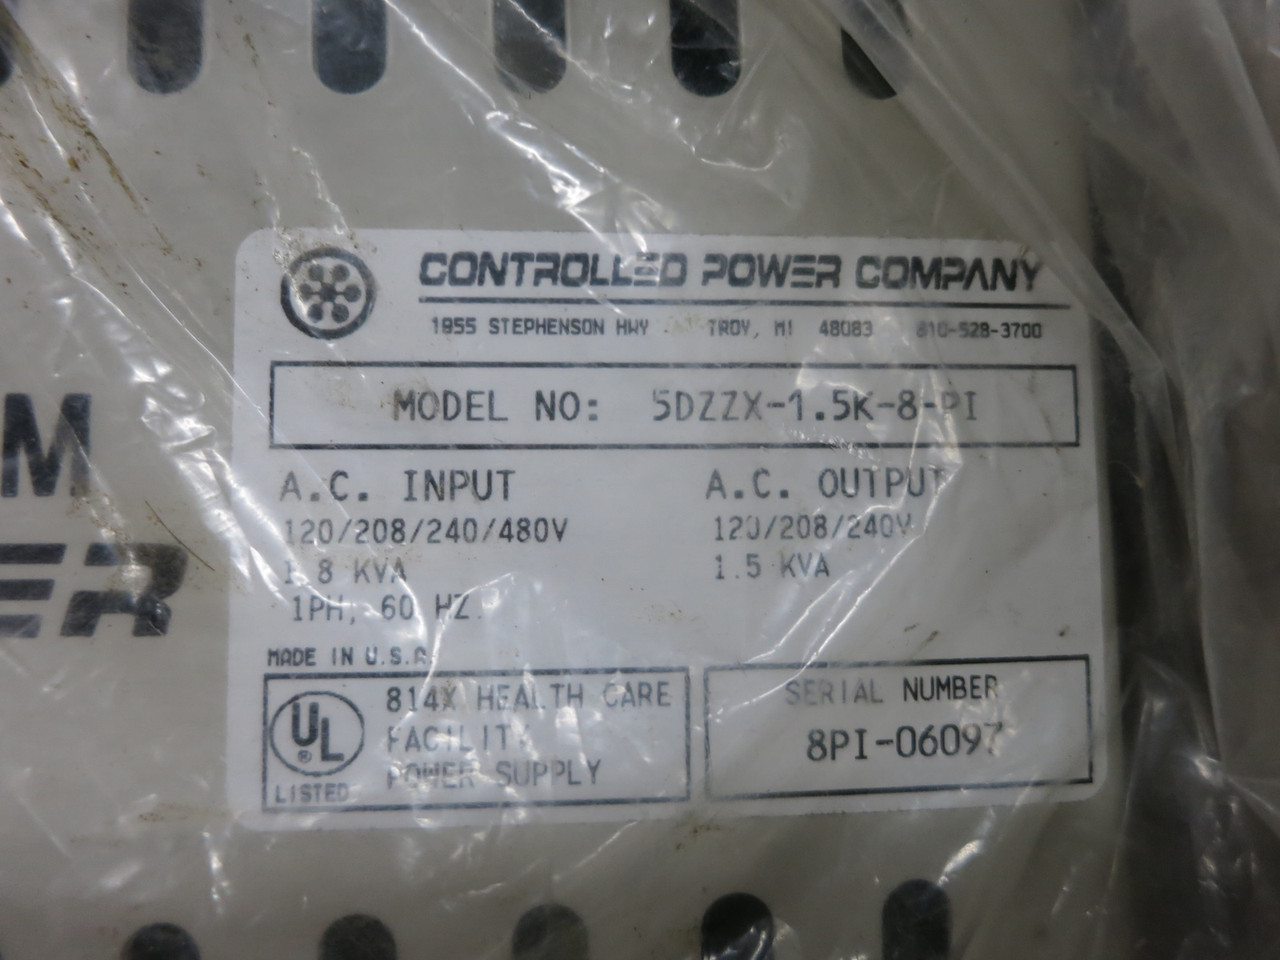 CONTROLLED POWER COMPANY
1955 STEPHENSON HWY TROY, MI 48083 810-528-3700
MODEL NO: 5DZZX-1.5K-8-PI
A.C. INPUT A.C. OUTPUT
120/208/240/480V 120/208/240V
1.8 KVA 1.5 KVA
1PH, 60 HZ.
MADE IN U.S.A.
UL
®
LISTED
814X HEALTH CARE
FACILITY
POWER SUPPLY
SERIAL NUMBER
8PI-06097
M
ER